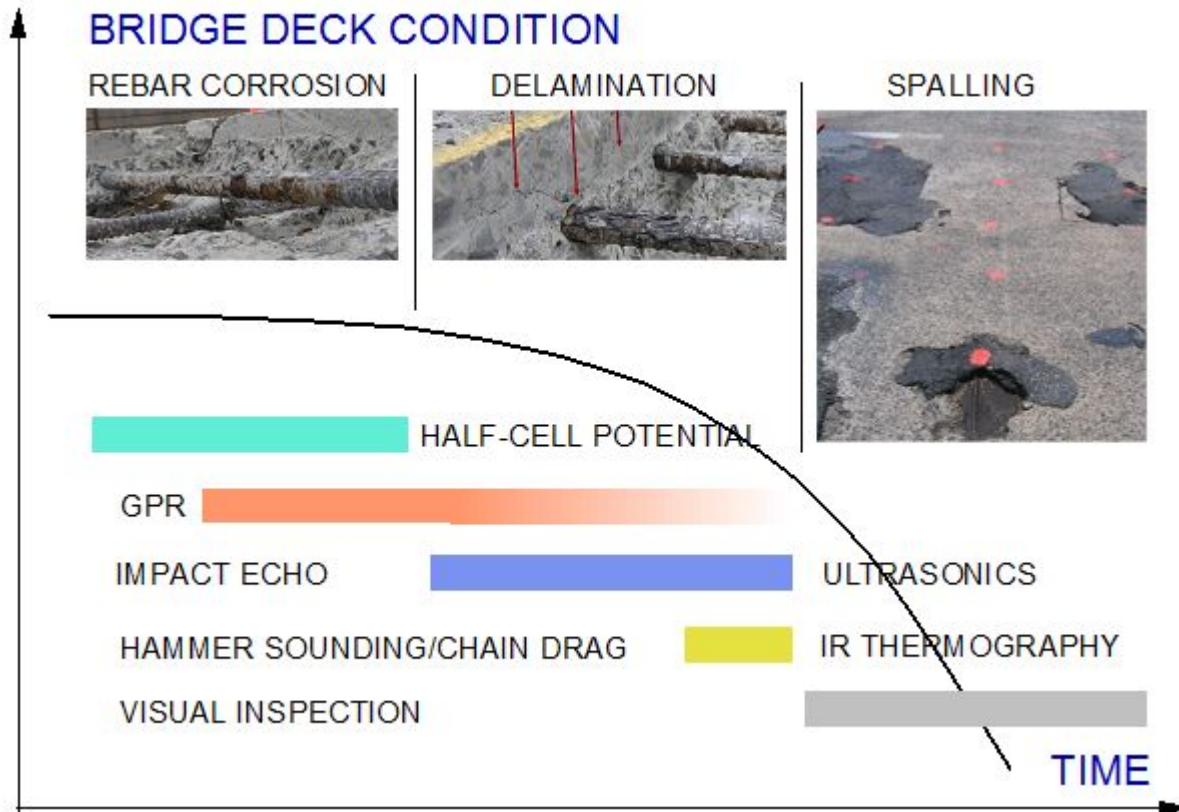 BRIDGE DECK CONDITION
REBAR CORROSION
DELAMINATION
SPALLING
HALF-CELL POTENTIAL
GPR
IMPACT ECHO
ULTRASONICS
HAMMER SOUNDING/CHAIN DRAG
IR THERMOGRAPHY
VISUAL INSPECTION
TIME